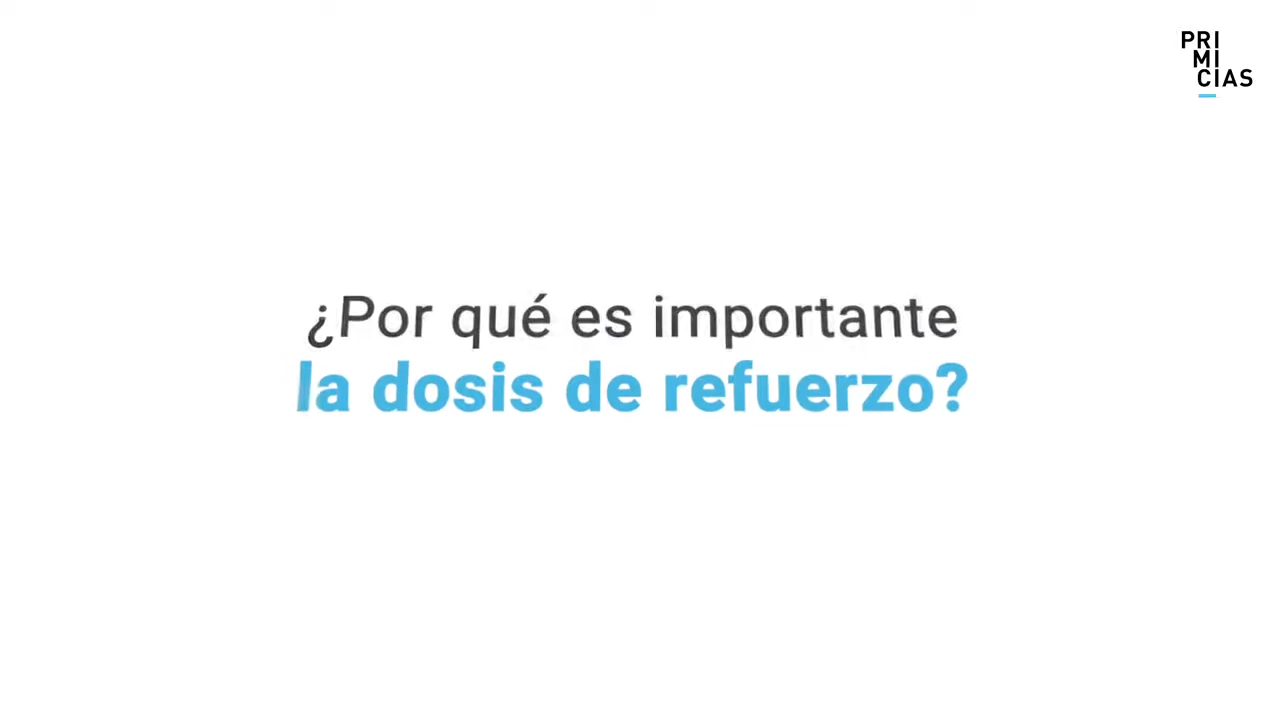 PRI
MI
CIAS
¿Por qué es importante
la dosis de refuerzo?